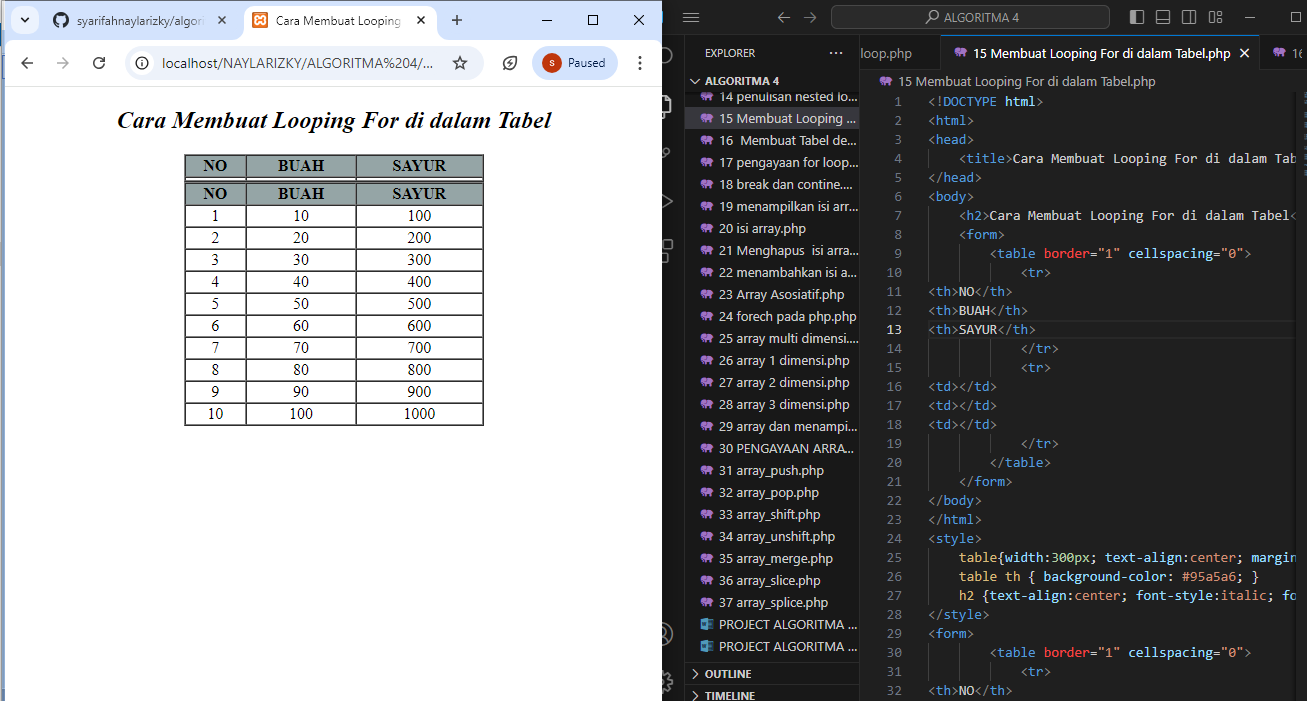 syarifahnaylarizky/algori
Cara Membuat Looping
localhost/NAYLARIZKY/ALGORITMA%204/...
S
Paused
Cara Membuat Looping For di dalam Tabel
NO BUAH SAYUR
NO BUAH SAYUR
1 10 100
2 20 200
3 30 300
4 40 400
5 50 500
6 60 600
7 70 700
8 80 800
9 90 900
10 100 1000
ALGORITMA 4
EXPLORER ...
ALGORITMA 4
14 penulisan nested lo...
15 Membuat Looping ...
16 Membuat Tabel de...
17 pengayaan for loop...
18 break dan contine....
19 menampilkan isi arr...
20 isi array.php
21 Menghapus isi arra...
22 menambahkan isi a...
23 Array Asosiatif.php
24 forech pada php.php
25 array multi dimensi....
26 array 1 dimensi.php
27 array 2 dimensi.php
28 array 3 dimensi.php
29 array dan menampi...
30 PENGAYAAN ARRA...
31 array_push.php
32 array_pop.php
33 array_shift.php
34 array_unshift.php
35 array_merge.php
36 array_slice.php
37 array_splice.php
PROJECT ALGORITMA ...
PROJECT ALGORITMA ...
OUTLINE
TIMELINE
loop.php
15 Membuat Looping For di dalam Tabel.php
16
15 Membuat Looping For di dalam Tabel.php
1 <!DOCTYPE html>
2 <html>
3 <head>
4 <title>Cara Membuat Looping For di dalam Tab
5 </head>
6 <body>
7 <h2>Cara Membuat Looping For di dalam Tabel<
8 <form>
9 <table border="1" cellspacing="0">
10 <tr>
11 <th>NO</th>
12 <th>BUAH</th>
13 <th>SAYUR</th>
14 </tr>
15 <tr>
16 <td></td>
17 <td></td>
18 <td></td>
19 </tr>
20 </table>
21 </form>
22 </body>
23 </html>
24 <style>
25 table{width:300px; text-align:center; margin
26 table th { background-color: #95a5a6; }
27 h2 {text-align:center; font-style:italic; fo
28 </style>
29 <form>
30 <table border="1" cellspacing="0">
31 <tr>
32 <th>NO</th>